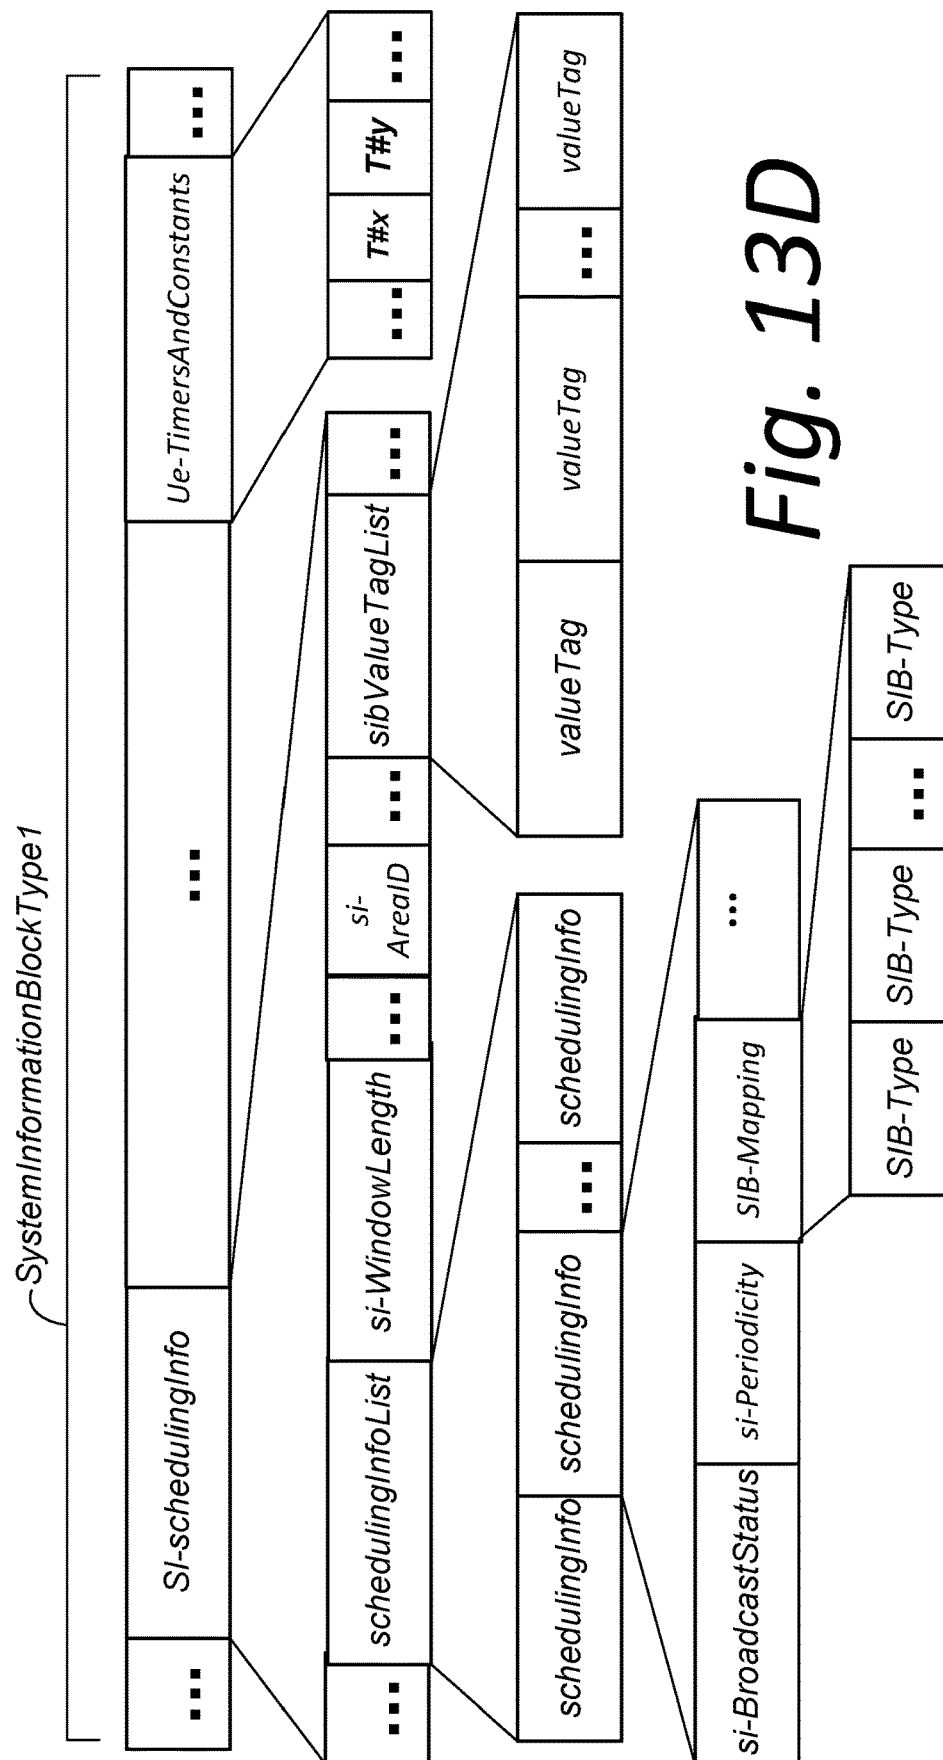 SystemInformationBlockType1
...
SI-schedulingInfo
...
Ue-TimersAndConstants
...
...
schedulingInfoList
si-WindowLength
...
si-
AreaID
...
sibValueTagList
...
...
T#x
T#y
...
schedulingInfo
schedulingInfo
...
schedulingInfo
valueTag
valueTag
...
valueTag
si-BroadcastStatus
si-Periodicity
SIB-Mapping
...
SIB-Type
SIB-Type
...
SIB-Type
Fig. 13D